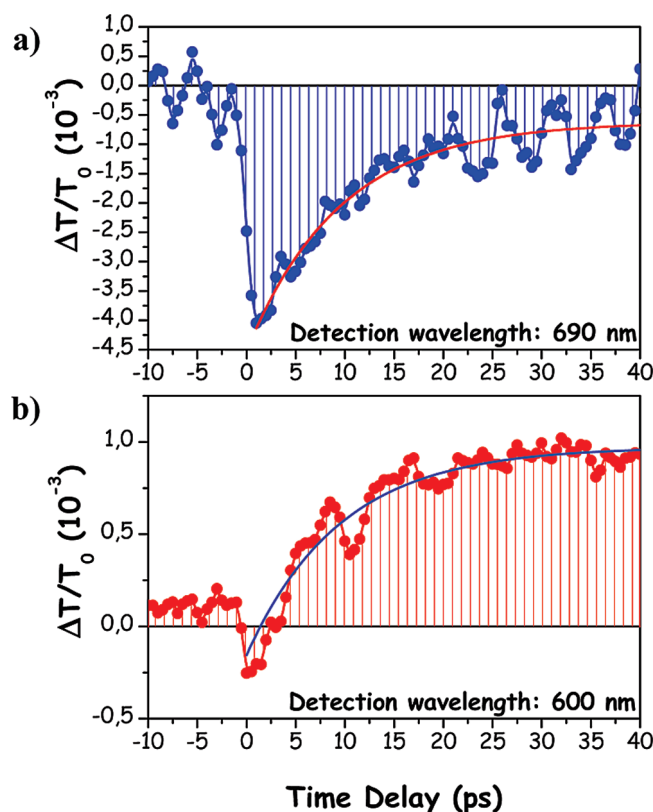 a)
1,0
0,5
0,0
-0,5
-1,0
-1,5
-2,0
-2,5
-3,0
-3,5
-4,0
-4,5
ΔT/T0 (10-3)
Detection wavelength: 690 nm
-10 -5 0 5 10 15 20 25 30 35 40
b)
1,0
0,5
0,0
-0,5
ΔT/T0 (10-3)
Detection wavelength: 600 nm
-10 -5 0 5 10 15 20 25 30 35 40
Time Delay (ps)